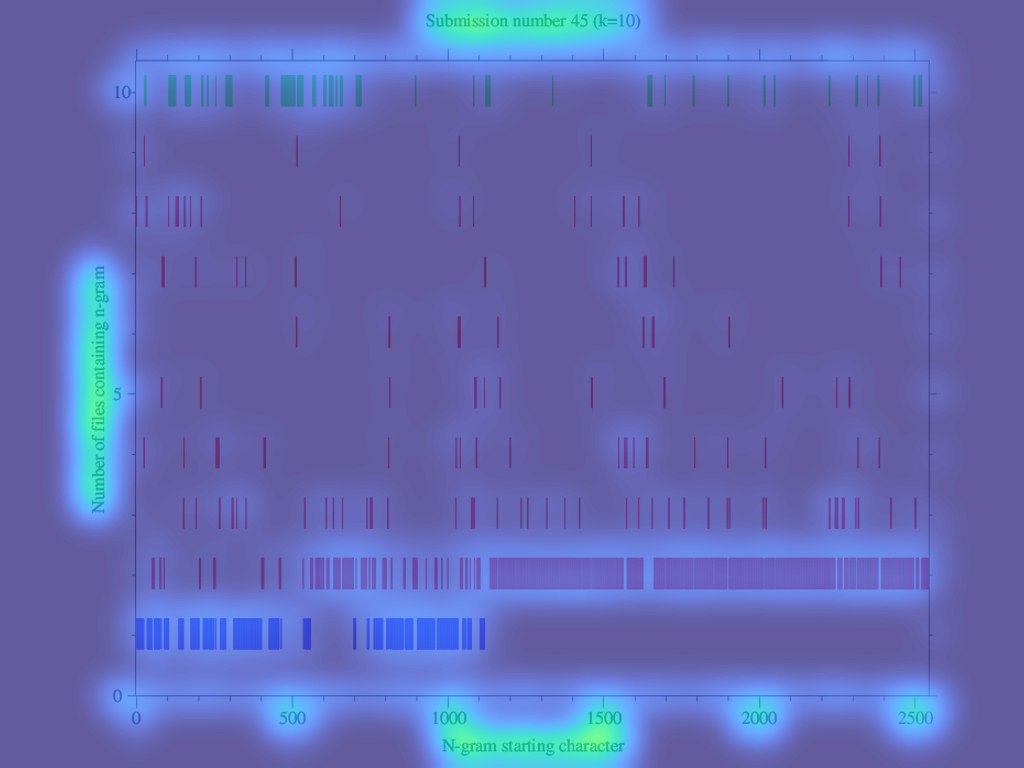 Submission number 45 (k=10)
10
5
0
Number of files containing n-gram
0 500 1000 1500 2000 2500
N-gram starting character